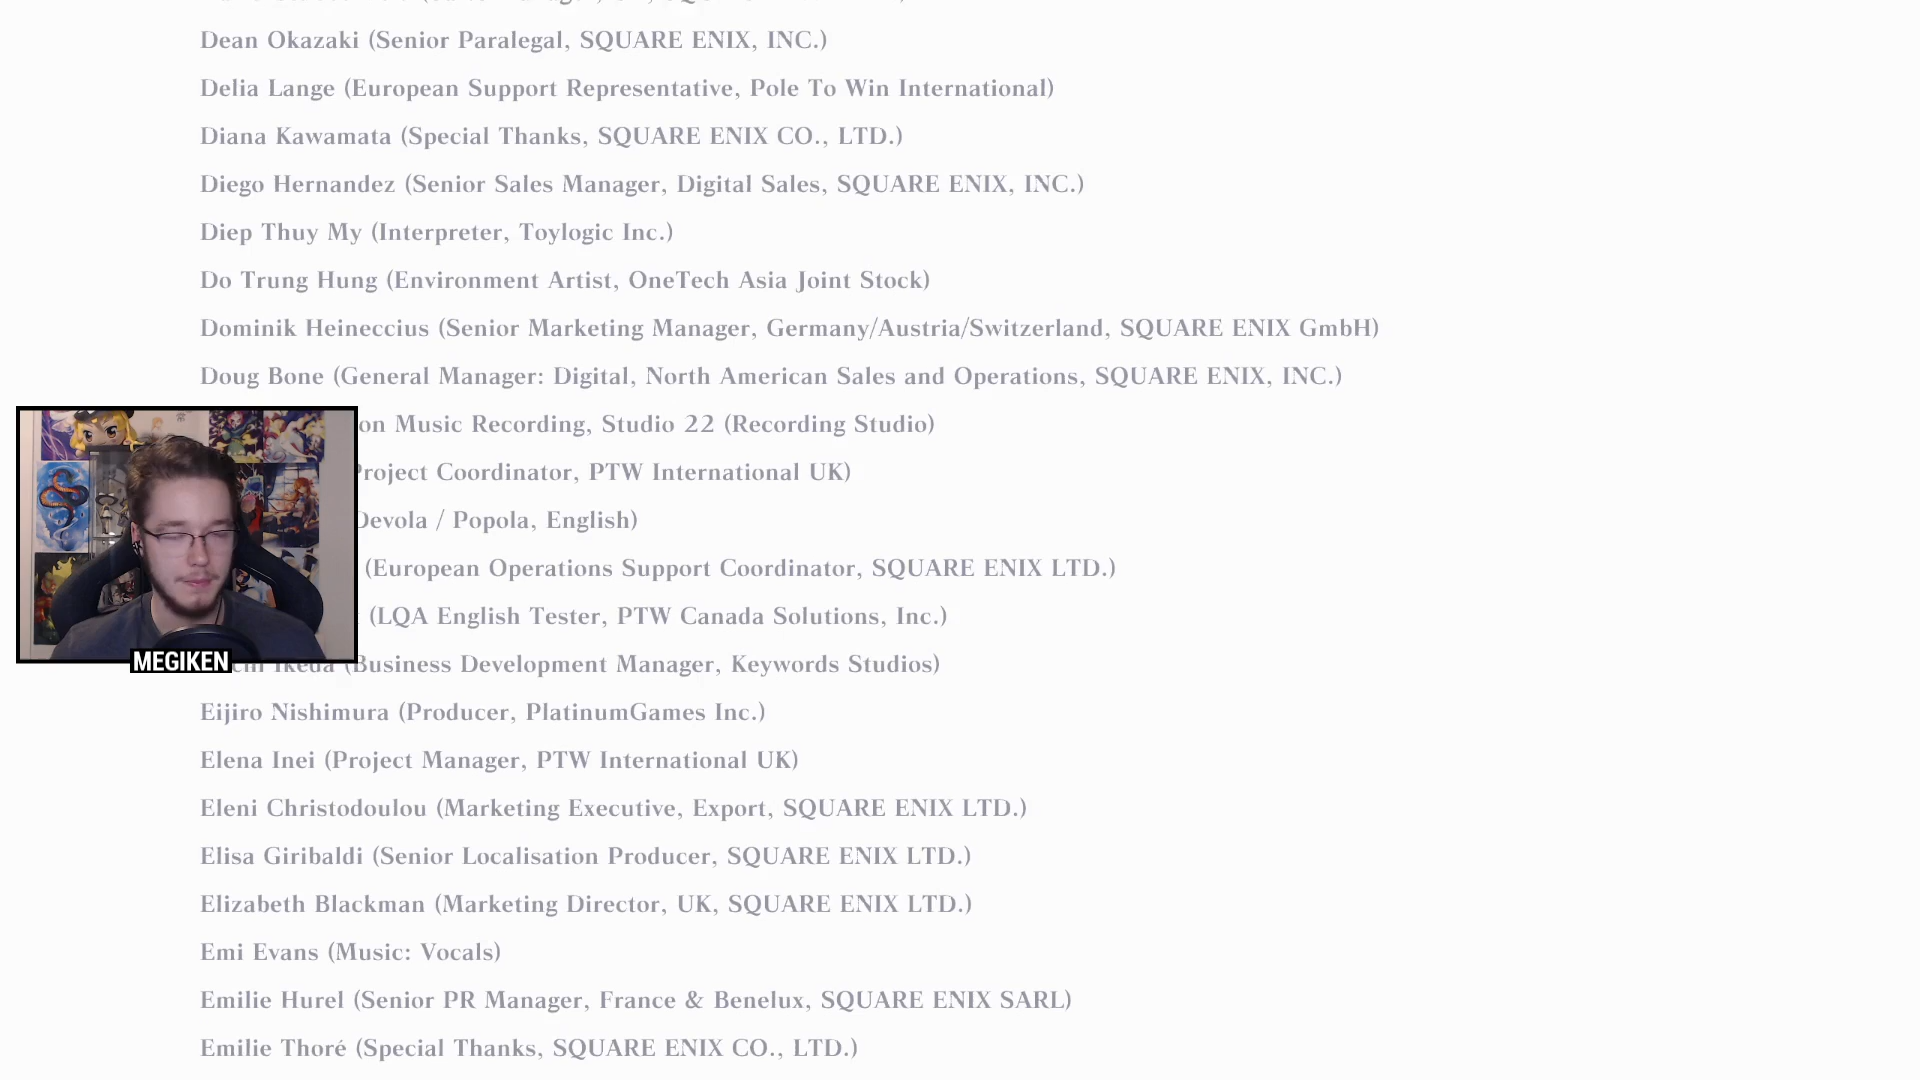 Dean Okazaki (Senior Paralegal, SQUARE ENIX, INC.)
Delia Lange (European Support Representative, Pole To Win International)
Diana Kawamata (Special Thanks, SQUARE ENIX CO., LTD.)
Diego Hernandez (Senior Sales Manager, Digital Sales, SQUARE ENIX, INC.)
Diep Thuy My (Interpreter, Toylogic Inc.)
Do Trung Hung (Environment Artist, OneTech Asia Joint Stock)
Dominik Heineccius (Senior Marketing Manager, Germany/Austria/Switzerland, SQUARE ENIX GmbH)
Doug Bone (General Manager: Digital, North American Sales and Operations, SQUARE ENIX, INC.)
on Music Recording, Studio 22 (Recording Studio)
Project Coordinator, PTW International UK)
Devola / Popola, English)
(European Operations Support Coordinator, SQUARE ENIX LTD.)
(LQA English Tester, PTW Canada Solutions, Inc.)
MEGIKEN
Ikeda (Business Development Manager, Keywords Studios)
Eijiro Nishimura (Producer, PlatinumGames Inc.)
Elena Inei (Project Manager, PTW International UK)
Eleni Christodoulou (Marketing Executive, Export, SQUARE ENIX LTD.)
Elisa Giribaldi (Senior Localisation Producer, SQUARE ENIX LTD.)
Elizabeth Blackman (Marketing Director, UK, SQUARE ENIX LTD.)
Emi Evans (Music: Vocals)
Emilie Hurel (Senior PR Manager, France & Benelux, SQUARE ENIX SARL)
Emilie Thoré (Special Thanks, SQUARE ENIX CO., LTD.)